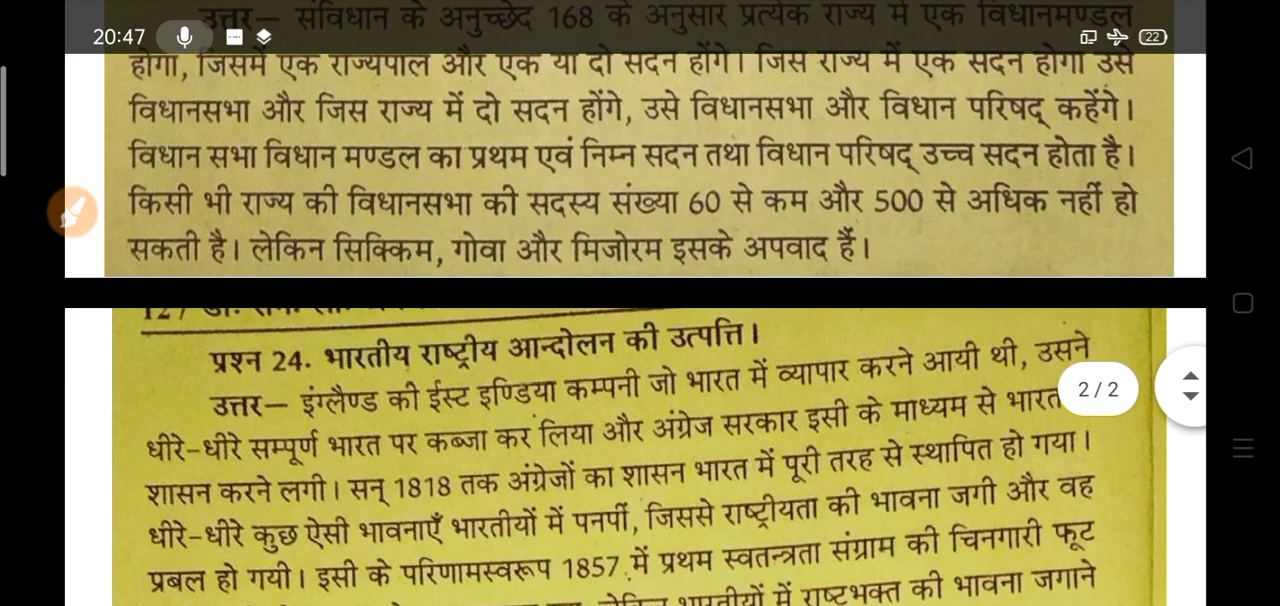 20:47
22
उत्तर— संविधान के अनुच्छेद 168 के अनुसार प्रत्येक राज्य में एक विधानमण्डल
होगा, जिसमें एक राज्यपाल और एक या दो सदन होंगे। जिस राज्य में एक सदन होगा उसे
विधानसभा और जिस राज्य में दो सदन होंगे, उसे विधानसभा और विधान परिषद् कहेंगे।
विधान सभा विधान मण्डल का प्रथम एवं निम्न सदन तथा विधान परिषद् उच्च सदन होता है।
किसी भी राज्य की विधानसभा की सदस्य संख्या 60 से कम और 500 से अधिक नहीं हो
सकती है। लेकिन सिक्किम, गोवा और मिजोरम इसके अपवाद हैं।
प्रश्न 24. भारतीय राष्ट्रीय आन्दोलन की उत्पत्ति।
उत्तर— इंग्लैण्ड की ईस्ट इण्डिया कम्पनी जो भारत में व्यापार करने आयी थी, उसने
2 / 2
धीरे-धीरे सम्पूर्ण भारत पर कब्जा कर लिया और अंग्रेज सरकार इसी के माध्यम से भारत
शासन करने लगी। सन् 1818 तक अंग्रेजों का शासन भारत में पूरी तरह से स्थापित हो गया।
धीरे-धीरे कुछ ऐसी भावनाएँ भारतीयों में पनपीं, जिससे राष्ट्रीयता की भावना जगी और वह
प्रबल हो गयी। इसी के परिणामस्वरूप 1857 में प्रथम स्वतन्त्रता संग्राम की चिनगारी फूट
लेकिन भारतीयों में राष्टभक्त की भावना जगाने